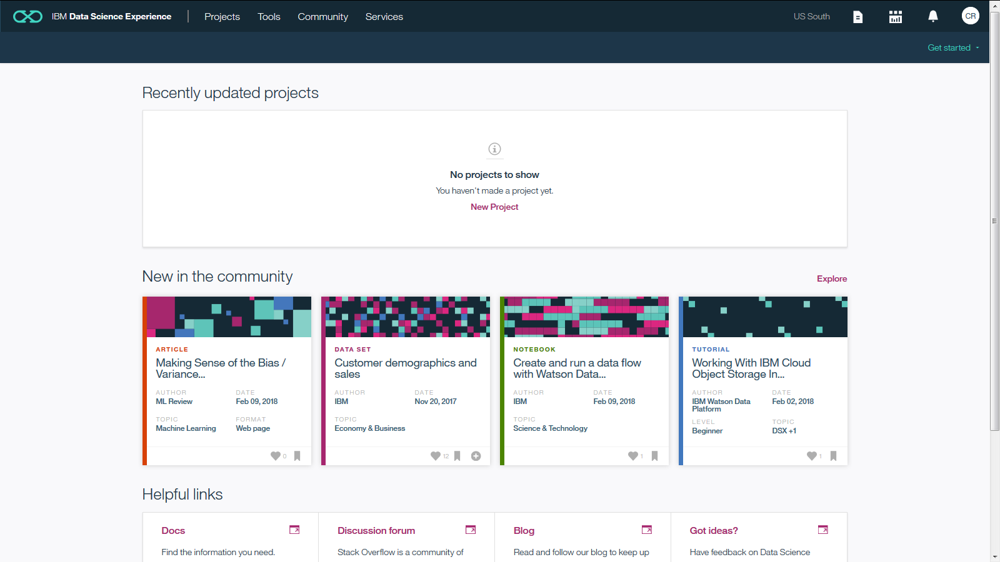 IBM Data Science Experience Projects Tools Community Services US South CR
Get started
Recently updated projects
No projects to show
You haven't made a project yet.
New Project
New in the community
Explore
ARTICLE
Making Sense of the Bias /
Variance...
AUTHOR DATE
ML Review Feb 09, 2018
TOPIC FORMAT
Machine Learning Web page
0
DATA SET
Customer demographics and
sales
AUTHOR DATE
IBM Nov 20, 2017
TOPIC
Economy & Business
12
NOTEBOOK
Create and run a data flow
with Watson Data...
AUTHOR DATE
IBM Feb 09, 2018
TOPIC
Science & Technology
1
TUTORIAL
Working With IBM Cloud
Object Storage In...
AUTHOR DATE
IBM Watson Data Feb 02, 2018
Platform
LEVEL TOPIC
Beginner DSX +1
1
Helpful links
Docs
Find the information you need.
Discussion forum
Stack Overflow is a community of
Blog
Read and follow our blog to keep up
Got ideas?
Have feedback on Data Science